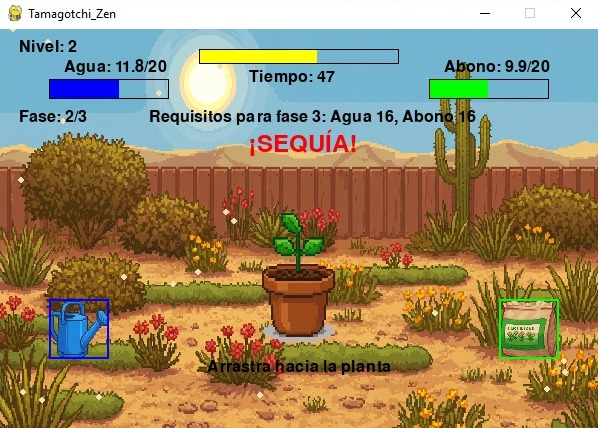 Tamagotchi_Zen
Nivel: 2
Agua: 11.8/20
Abono: 9.9/20
Tiempo: 47
Fase: 2/3
Requisitos para fase 3: Agua 16, Abono 16
¡SEQUÍA!
Arrastra hacia la planta